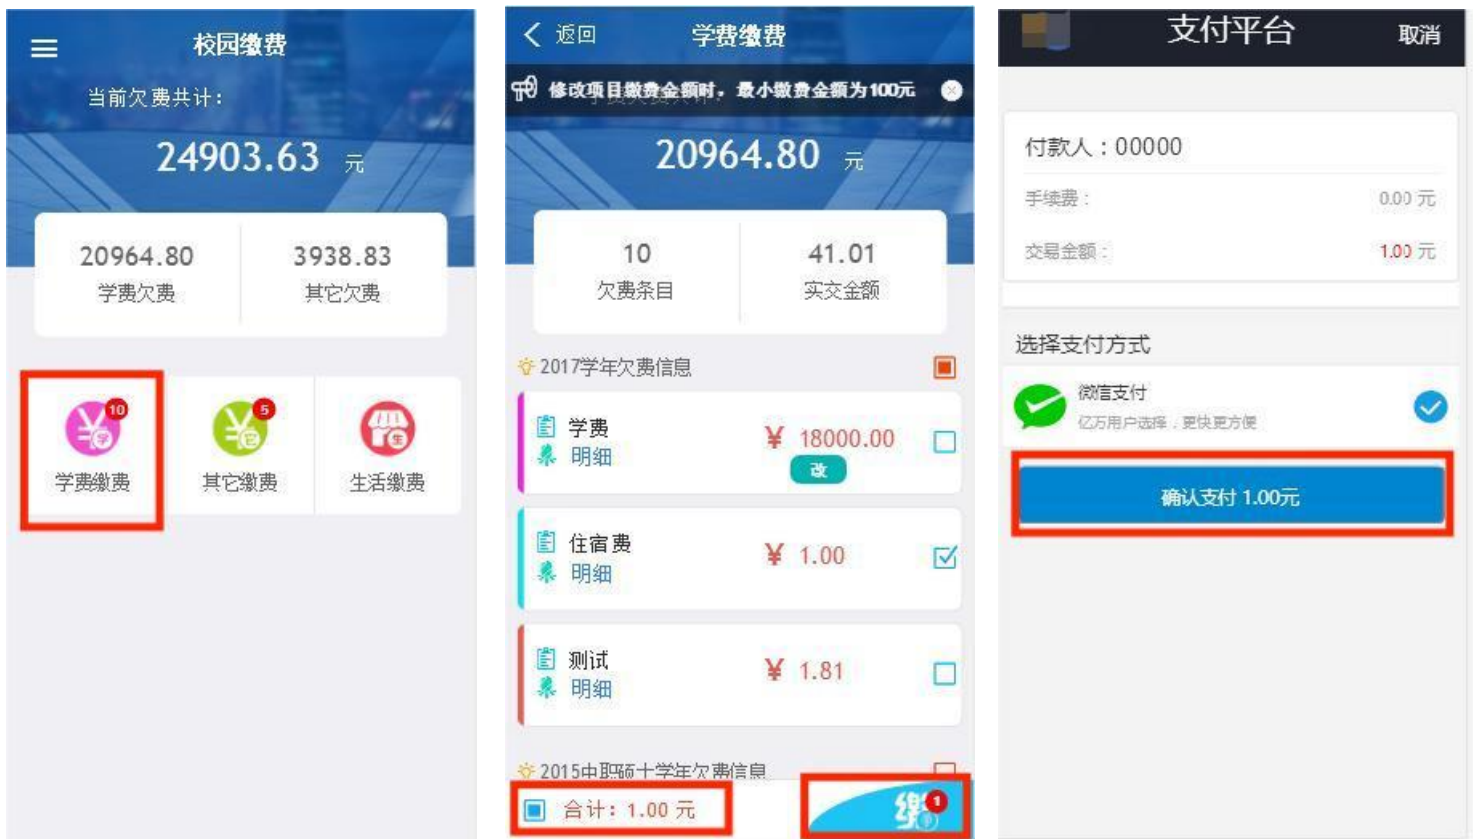 校园缴费
当前欠费共计：
24903.63 元
20964.80
学费欠费
3938.83
其它欠费
10
学
学费缴费
5
它
其它缴费
生
生活缴费
返回
学费缴费
修改项目缴费金额时，最小缴费金额为100元
20964.80 元
10
欠费条目
41.01
实交金额
2017学年欠费信息
学费
明细
¥ 18000.00
改
住宿费
明细
¥ 1.00
测试
明细
¥ 1.81
2015中职硕士学年欠费信息
合计：1.00 元
缴
1
支付平台
取消
付款人：00000
手续费：
0.00 元
交易金额：
1.00 元
选择支付方式
微信支付
亿万用户选择，更快更方便
确认支付 1.00元